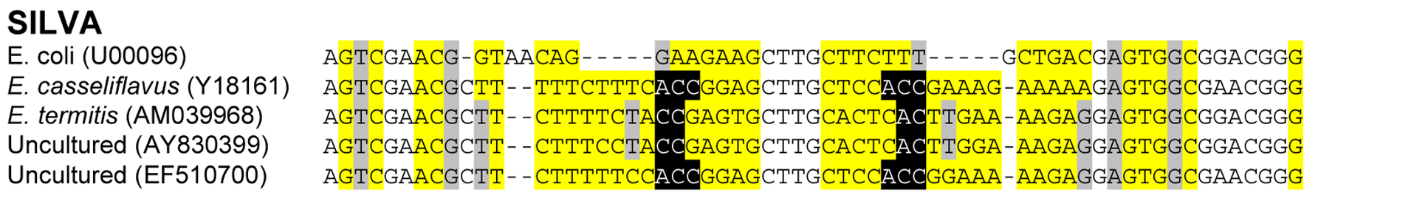 SILVA
E. coli (U00096) AGTCGAACG-GTAACAG-----GAAGAAGCTTGCTTCTTT-----GCTGACGAGTGGCGGACGGG
E. casseliflavus (Y18161) AGTCGAACGCTT--TTTCTTTCACCGGAGCTTGCTCCACCGAAAG-AAAAAGAGTGGCGAACGGG
E. termitis (AM039968) AGTCGAACGCTT--CTTTTCTACCGAGTGCTTGCACTCACTTGAA-AAGAGGAGTGGCGGACGGG
Uncultured (AY830399) AGTCGAACGCTT--CTTTCCTACCGAGTGCTTGCACTCACTTGGA-AAGAGGAGTGGCGGACGGG
Uncultured (EF510700) AGTCGAACGCTT--CTTTTTCCACCGGAGCTTGCTCCACCGGAAA-AAGAGGAGTGGCGAACGGG